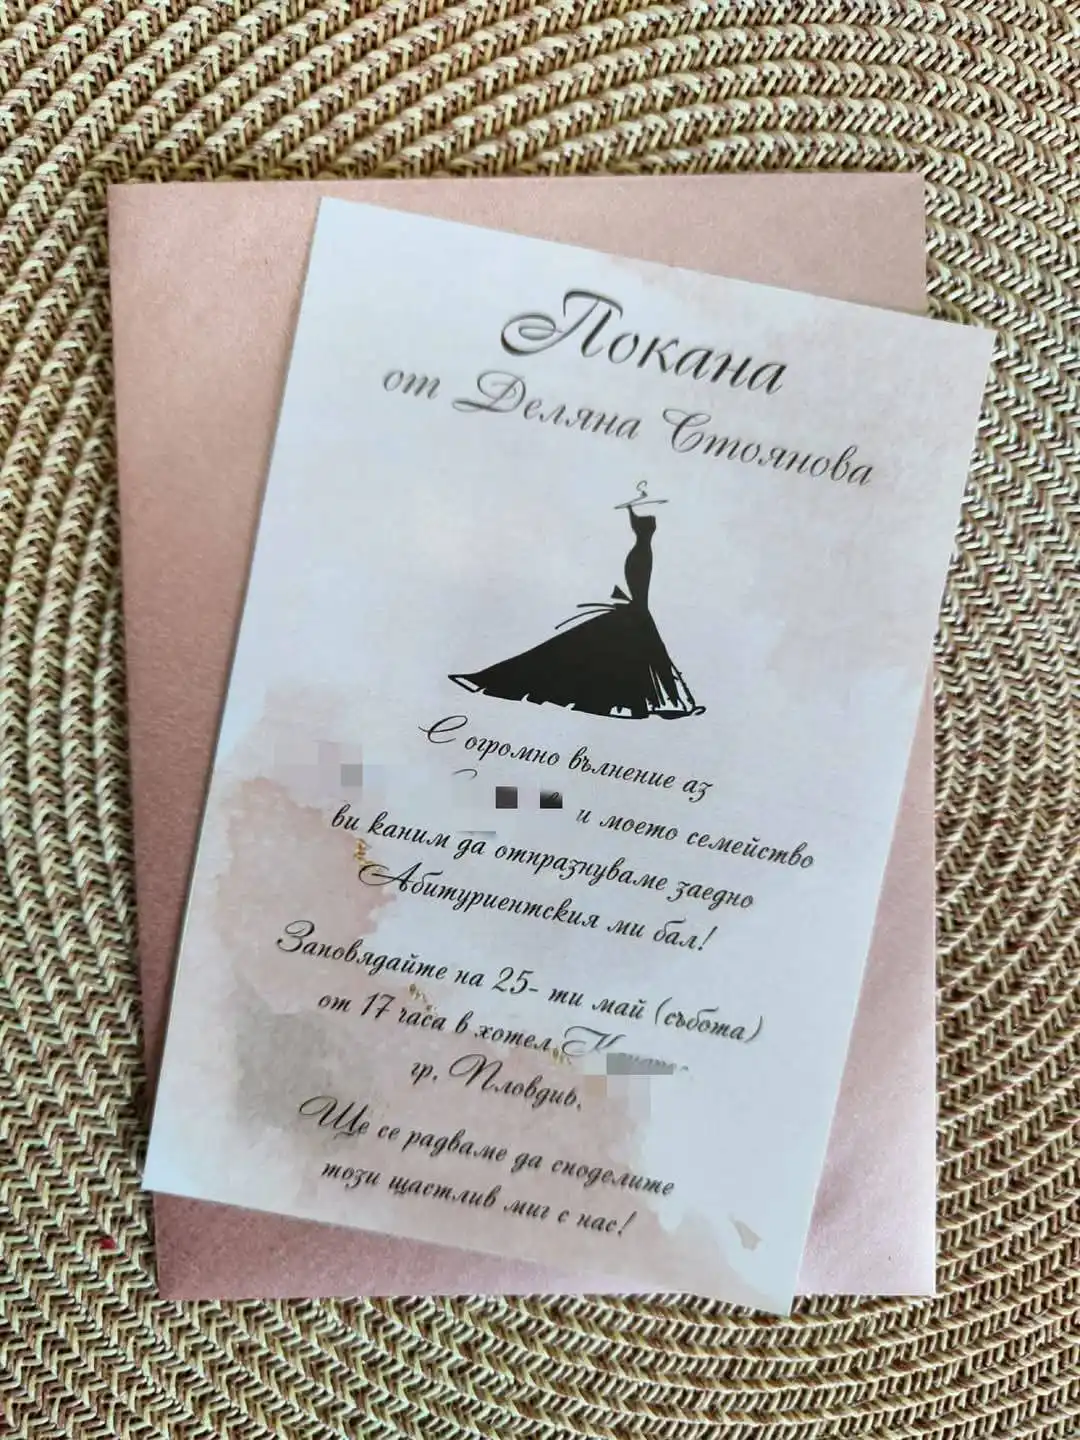 Покана
от Деляна Стоянова
С огромно вълнение аз
и моето семейство
ви каним да отпразнуваме заедно
Абитуриентския ми бал!
Заповядайте на 25- ти май (събота)
от 17 часа в хотел
гр. Пловдив.
Ще се радваме да споделите
този щастлив миг с нас!